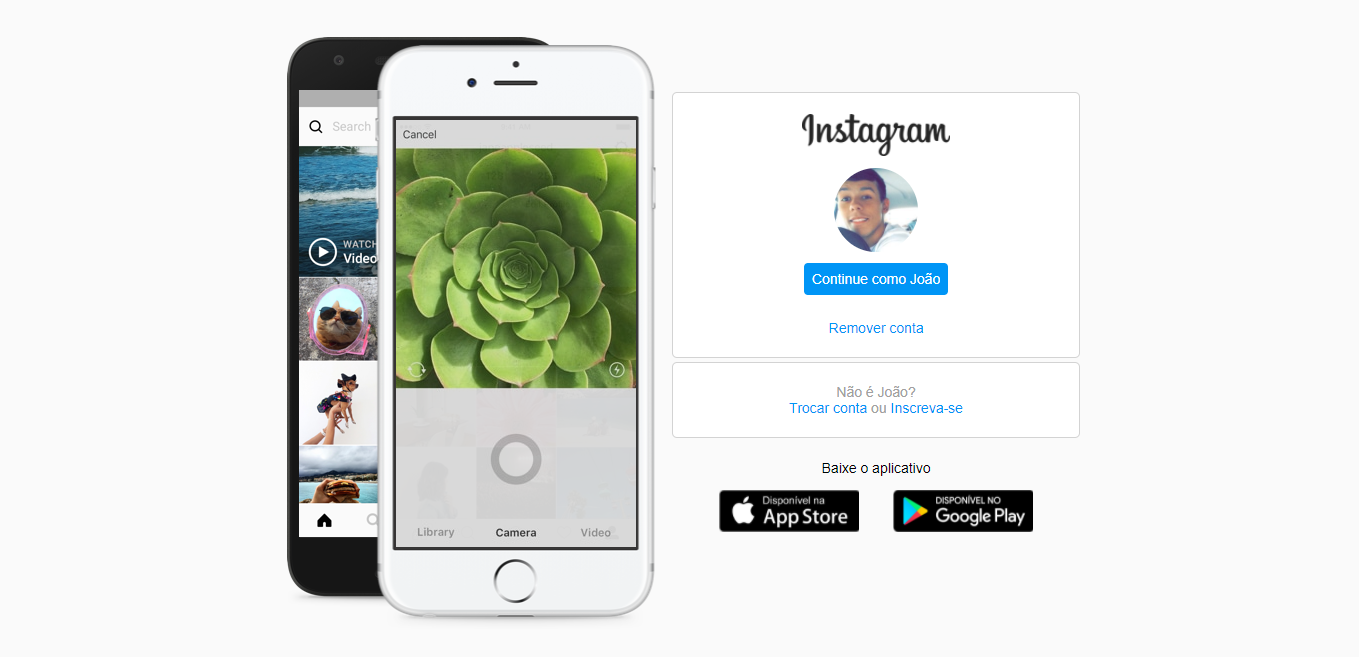 Search
WATCH
Video
Cancel
Library
Camera
Video
Instagram
Continue como João
Remover conta
Não é João?
Trocar conta ou Inscreva-se
Baixe o aplicativo
Disponível na
App Store
DISPONÍVEL NO
Google Play